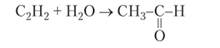 C₂H₂ + H₂O → CH₃–C–H
||
O